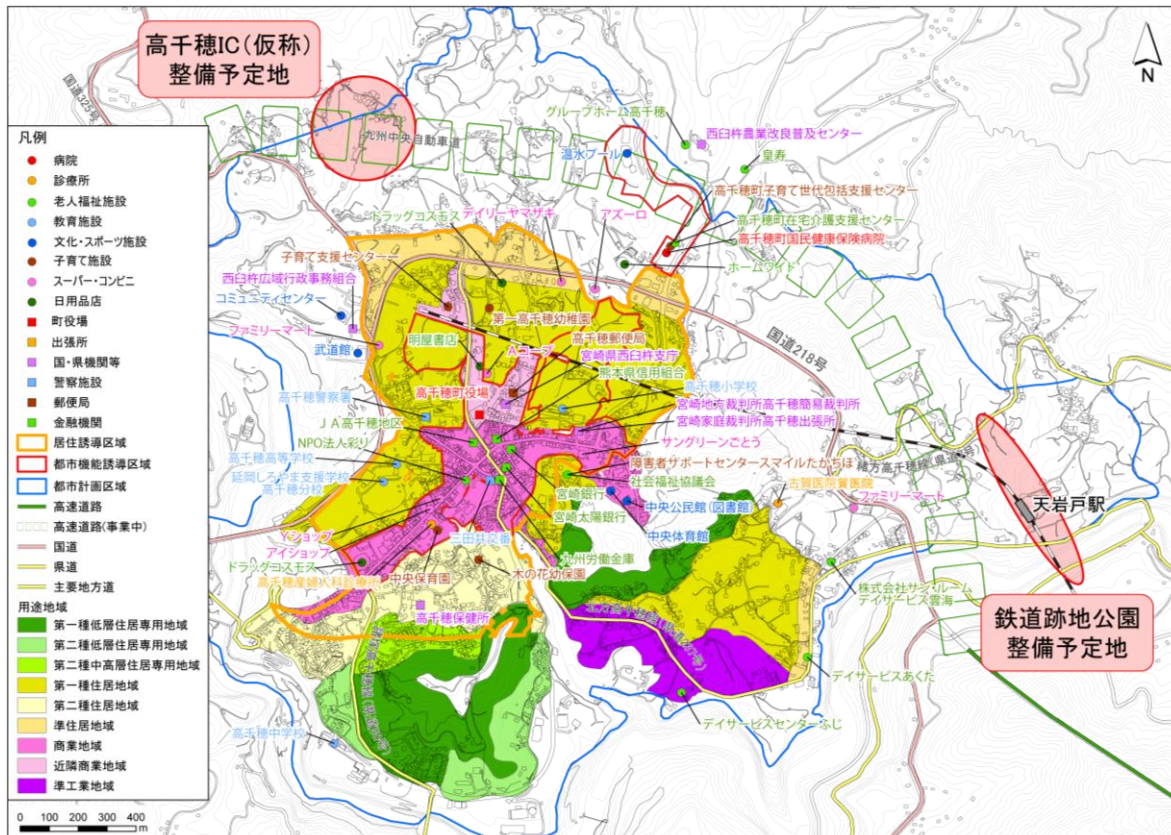 高千穂IC（仮称）
整備予定地
N
国道325号
九州中央自動車道
グループホーム高千穂
西臼杵農業改良普及センター
温水プール
皇寿
高千穂町子育て世代包括支援センター
ドラッグコスモス
デイリーヤマザキ
アズーロ
高千穂町在宅介護支援センター
高千穂町国民健康保険病院
子育て支援センター
ホームワイド
西臼杵広域行政事務組合
コミュニティセンター
第一高千穂幼稚園
国道218号
ファミリーマート
高千穂郵便局
武道館
明屋書店
Aコープ
宮崎県西臼杵支庁
熊本県信用組合
高千穂町役場
高千穂小学校
高千穂警察署
宮崎地方裁判所高千穂簡易裁判所
JA高千穂地区
宮崎家庭裁判所高千穂出張所
NPO法人彩り
サングリーンごとう
高千穂高等学校
障害者サポートセンタースマイルたかちほ
延岡しろやま支援学校
高千穂分校
社会福祉協議会
宮崎銀行
中央公民館(図書館)
古賀医院
ファミリーマート
天岩戸駅
宮崎太陽銀行
中央体育館
Yショップ
アイショップ
三田井交番
九州労働金庫
ドラッグコスモス
高千穂産婦人科診療所
中央保育園
木の花幼保園
株式会社サン・ルーム
デイサービス雲海
高千穂保健所
鉄道跡地公園
整備予定地
デイサービスあくた
デイサービスセンターふじ
高千穂中学校
凡例
病院
診療所
老人福祉施設
教育施設
文化・スポーツ施設
子育て施設
スーパー・コンビニ
日用品店
町役場
出張所
国・県機関等
警察施設
郵便局
金融機関
居住誘導区域
都市機能誘導区域
都市計画区域
高速道路
高速道路(事業中)
国道
県道
主要地方道
用途地域
第一種低層住居専用地域
第二種低層住居専用地域
第二種中高層住居専用地域
第一種住居地域
第二種住居地域
準住居地域
商業地域
近隣商業地域
準工業地域
0 100 200 300 400
m